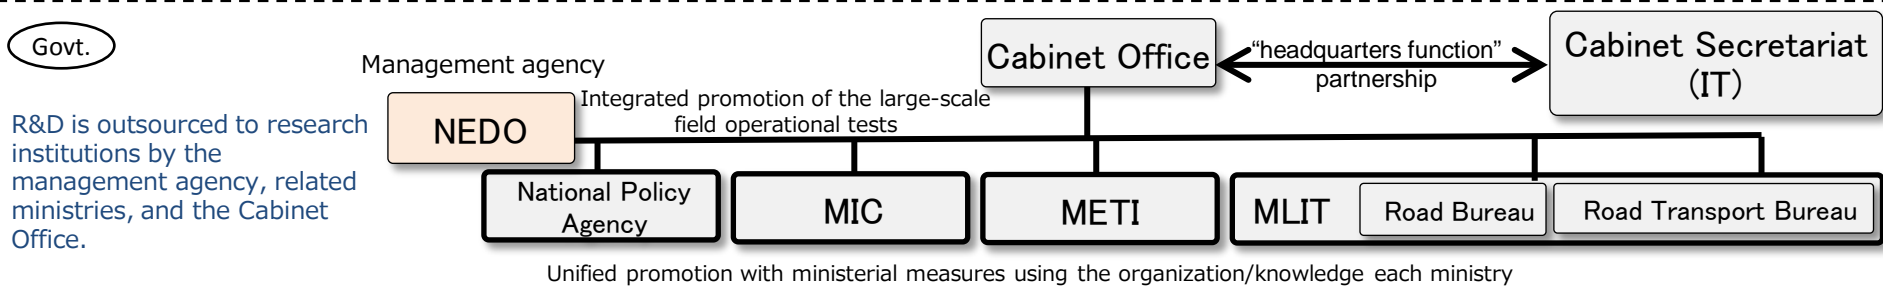 Govt.
Management agency
Cabinet Office
“headquarters function”
partnership
Cabinet Secretariat
(IT)
NEDO
Integrated promotion of the large-scale
field operational tests
R&D is outsourced to research
institutions by the
management agency, related
ministries, and the Cabinet
Office.
National Policy
Agency
MIC
METI
MLIT
Road Bureau
Road Transport Bureau
Unified promotion with ministerial measures using the organization/knowledge each ministry